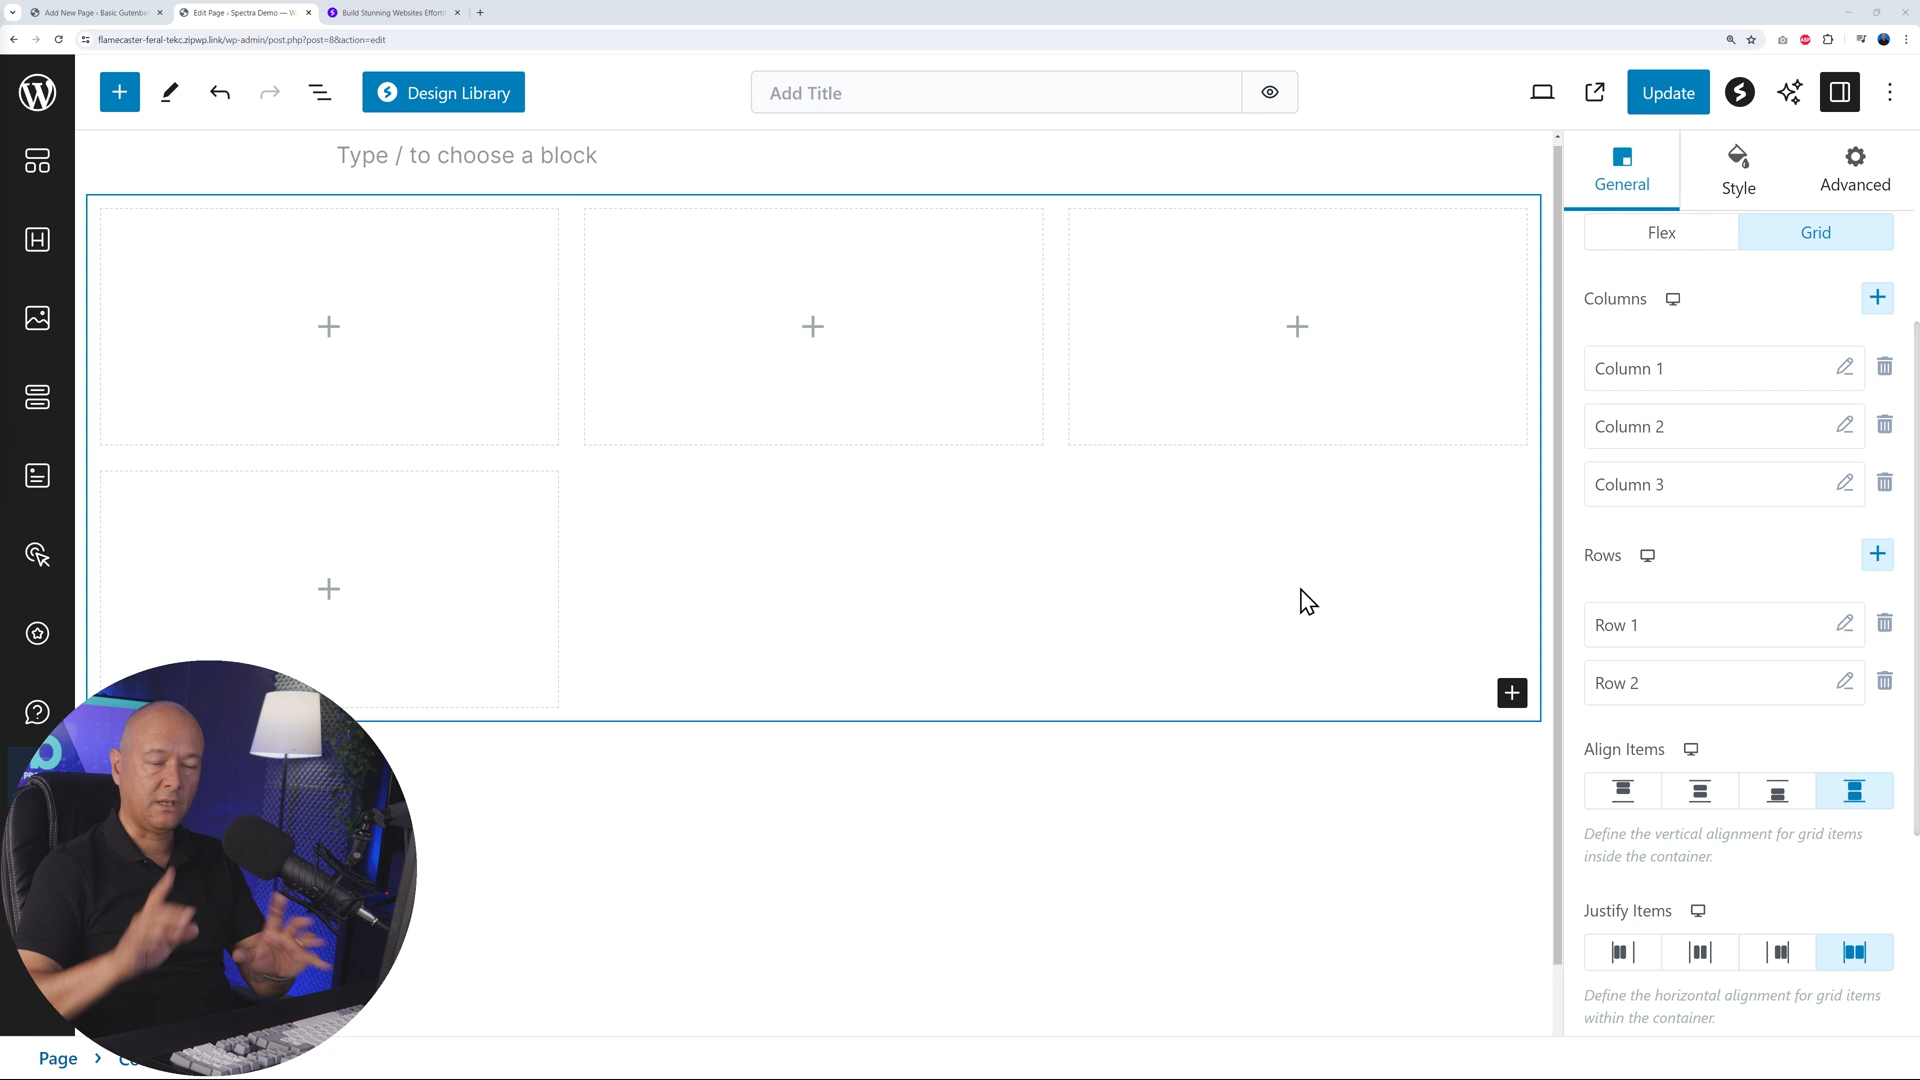 Add New Page ‹ Basic Gutenbe
Edit Page ‹ Spectra Demo — W
Build Stunning Websites Effortl
flamecaster-feral-tekc.zipwp.link/wp-admin/post.php?post=8&action=edit
Design Library
Add Title
Update
Type / to choose a block
General
Style
Advanced
Flex
Grid
Columns
Column 1
Column 2
Column 3
Rows
Row 1
Row 2
Align Items
Define the vertical alignment for grid items
inside the container.
Justify Items
Define the horizontal alignment for grid items
within the container.
Page